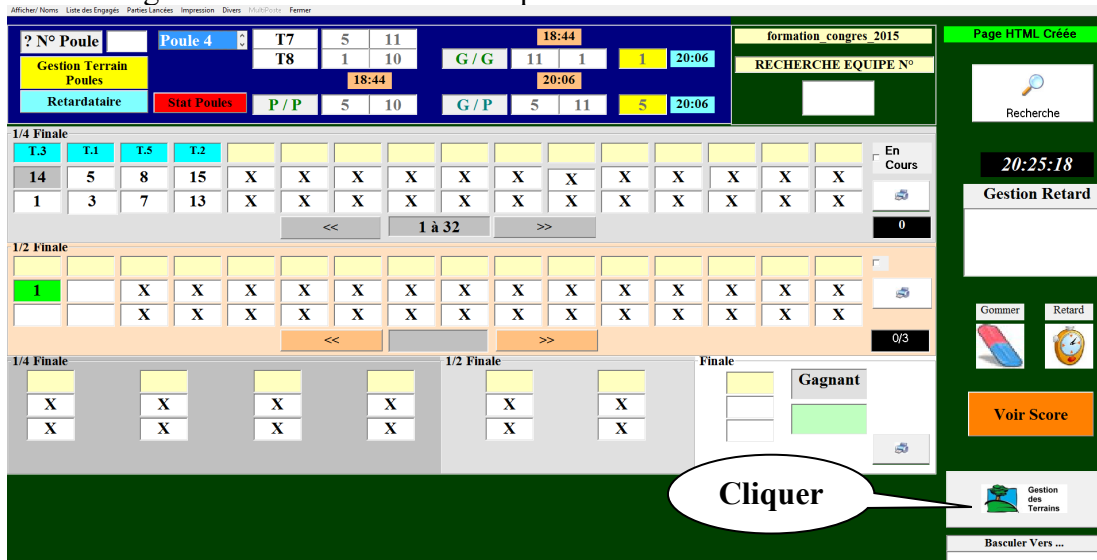 Afficher/ Noms Liste des Engagés Parties Lancées Impression Divers MultiPoste Fermer
? N° Poule Poule 4 T7 5 11 18:44 formation_congres_2015 Page HTML Créée
T8 1 10 G / G 11 1 1 20:06
Gestion Terrain Poules 18:44 20:06 RECHERCHE EQUIPE N°
Retardataire Stat Poules P / P 5 10 G / P 5 11 5 20:06
Recherche
1/4 Finale
T.3 T.1 T.5 T.2 En Cours
20:25:18
14 5 8 15 X X X X X X X X X X X X
1 3 7 13 X X X X X X X X X X X X
Gestion Retard
<< 1 à 32 >> 0
1/2 Finale
1 X X X X X X X X X X X X X X
X X X X X X X X X X X X X X
<< >> 0/3
Gommer Retard
1/4 Finale 1/2 Finale Finale
Gagnant
X X X X X X
X X X X X X
Voir Score
Cliquer
Gestion
des
Terrains
Basculer Vers ...